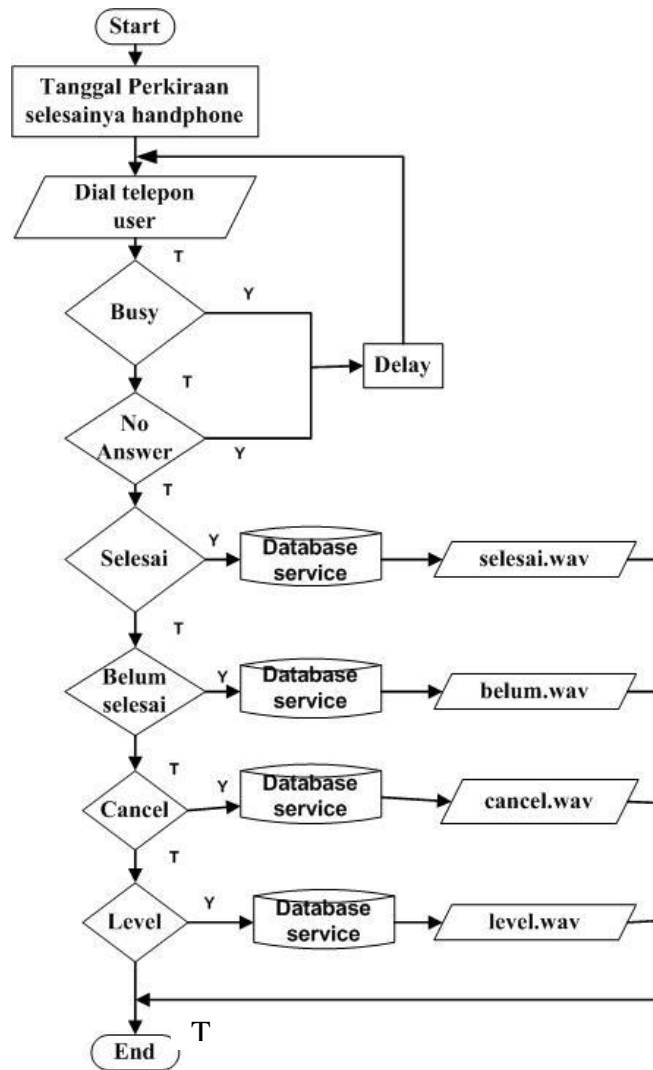 Start
Tanggal Perkiraan
selesainya handphone
Dial telepon
user
T
Busy
Y
Delay
T
No
Answer
Y
T
Selesai
Y
Database
service
selesai.wav
T
Belum
selesai
Y
Database
service
belum.wav
T
Cancel
Y
Database
service
cancel.wav
T
Level
Y
Database
service
level.wav
T
End